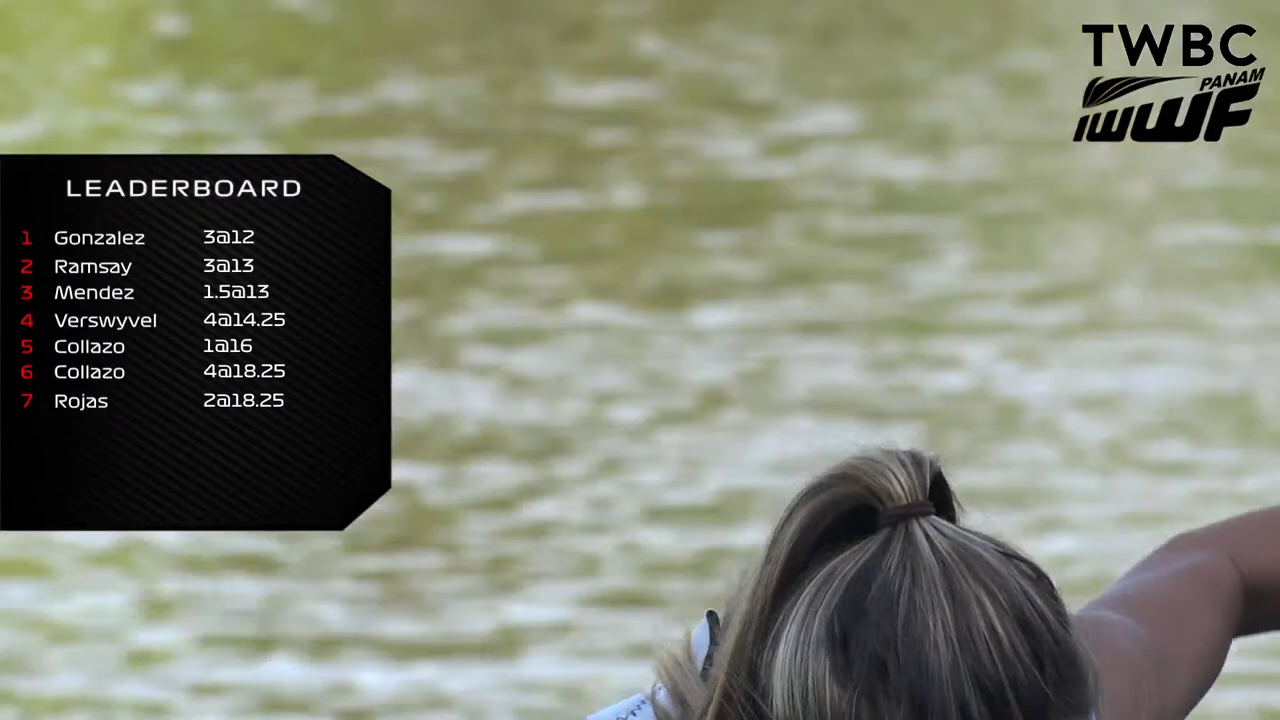 TWBC
PANAM
IWWF
LEADERBOARD
1 Gonzalez 3@12
2 Ramsay 3@13
3 Mendez 1.5@13
4 Verswyvel 4@14.25
5 Collazo 1@16
6 Collazo 4@18.25
7 Rojas 2@18.25